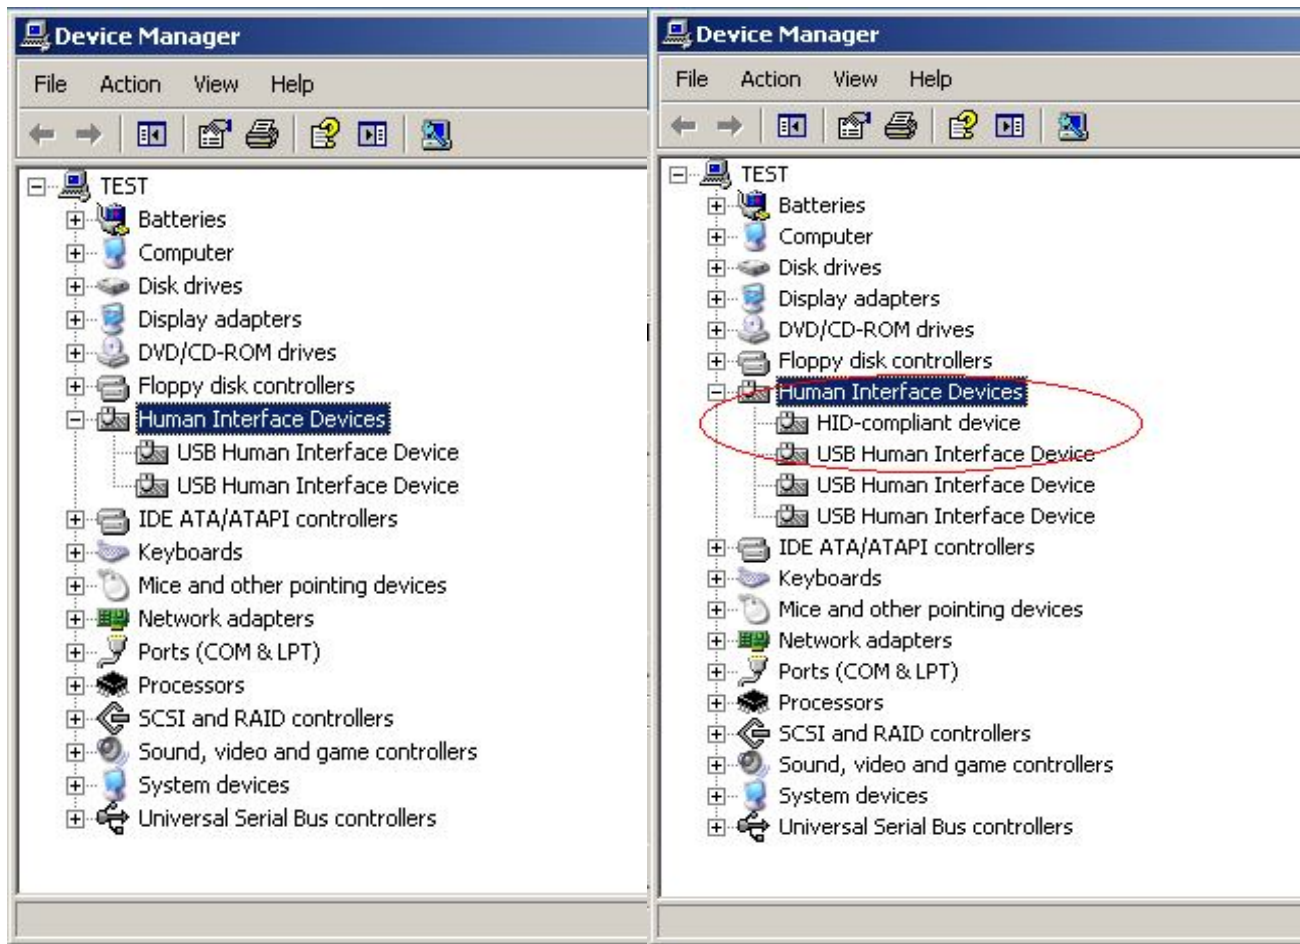 Device Manager
File Action View Help
TEST
Batteries
Computer
Disk drives
Display adapters
DVD/CD-ROM drives
Floppy disk controllers
Human Interface Devices
USB Human Interface Device
USB Human Interface Device
IDE ATA/ATAPI controllers
Keyboards
Mice and other pointing devices
Network adapters
Ports (COM & LPT)
Processors
SCSI and RAID controllers
Sound, video and game controllers
System devices
Universal Serial Bus controllers
Device Manager
File Action View Help
TEST
Batteries
Computer
Disk drives
Display adapters
DVD/CD-ROM drives
Floppy disk controllers
Human Interface Devices
HID-compliant device
USB Human Interface Device
USB Human Interface Device
USB Human Interface Device
IDE ATA/ATAPI controllers
Keyboards
Mice and other pointing devices
Network adapters
Ports (COM & LPT)
Processors
SCSI and RAID controllers
Sound, video and game controllers
System devices
Universal Serial Bus controllers